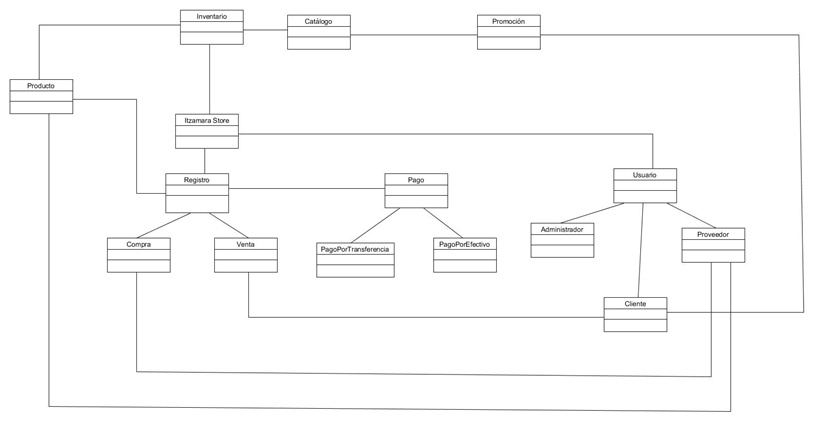 Inventario
Catálogo
Promoción
Producto
Itzamara Store
Registro
Pago
Usuario
Administrador
Proveedor
Compra
Venta
PagoPorTransferencia
PagoPorEfectivo
Cliente